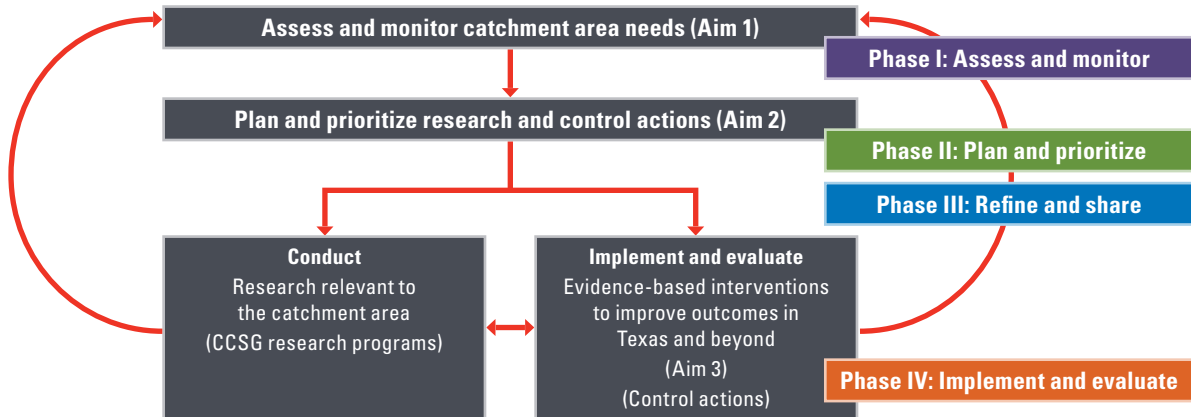 Assess and monitor catchment area needs (Aim 1)
Phase I: Assess and monitor
Plan and prioritize research and control actions (Aim 2)
Phase II: Plan and prioritize
Phase III: Refine and share
Conduct
Research relevant to
the catchment area
(CCSG research programs)
Implement and evaluate
Evidence-based interventions
to improve outcomes in
Texas and beyond
(Aim 3)
(Control actions)
Phase IV: Implement and evaluate